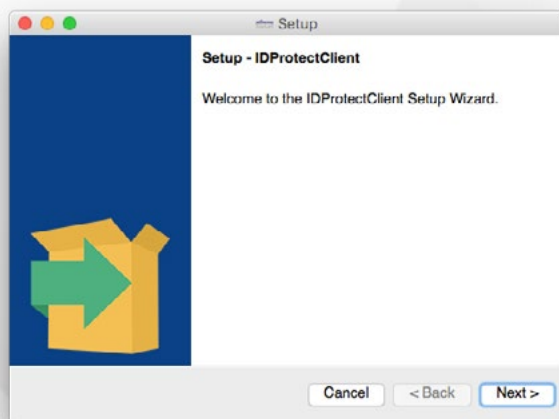 Setup
Setup - IDProtectClient
Welcome to the IDProtectClient Setup Wizard.
Cancel
< Back
Next >